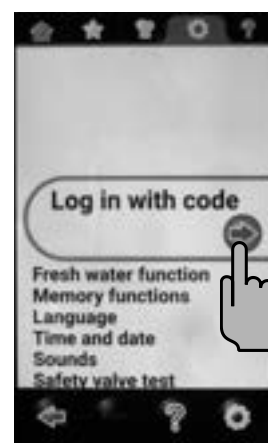 ?
Log in with code
Fresh water function
Memory functions
Language
Time and date
Sounds
Safety valve test
?